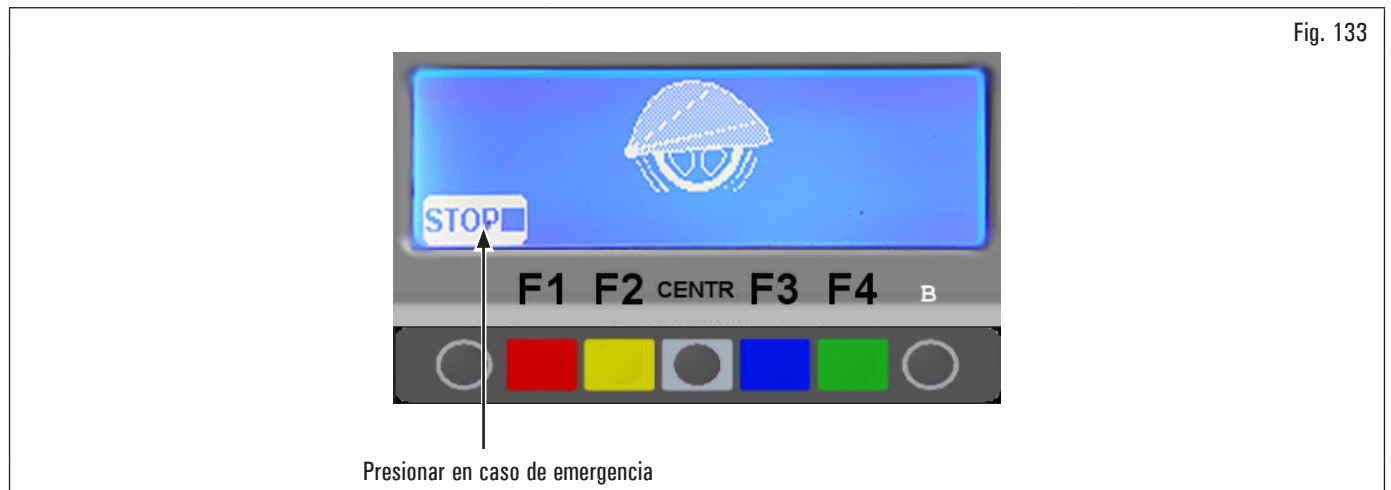 Fig. 133
STOP
F1 F2 CENTR F3 F4 B
Presionar en caso de emergencia